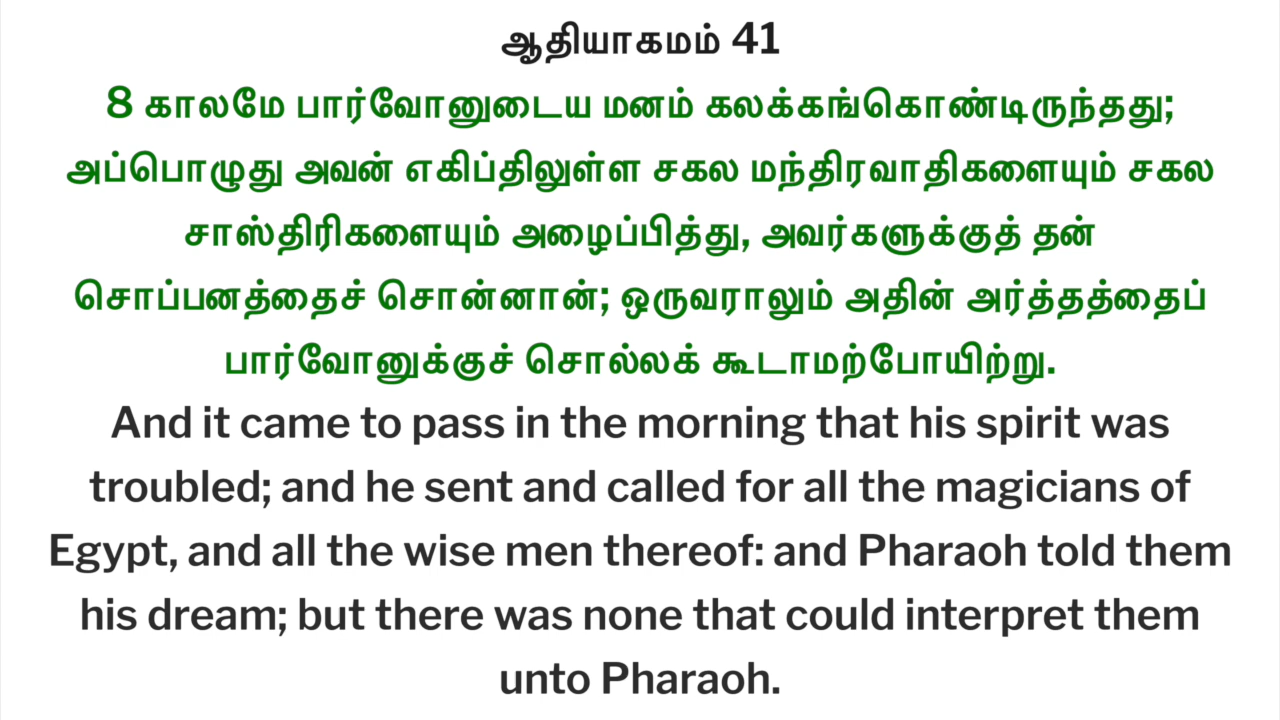 ஆதியாகமம் 41
8 காலமே பார்வோனுடைய மனம் கலக்கங்கொண்டிருந்தது;
அப்பொழுது அவன் எகிப்திலுள்ள சகல மந்திரவாதிகளையும் சகல
சாஸ்திரிகளையும் அழைப்பித்து, அவர்களுக்குத் தன்
சொப்பனத்தைச் சொன்னான்; ஒருவராலும் அதின் அர்த்தத்தைப்
பார்வோனுக்குச் சொல்லக் கூடாமற்போயிற்று.
And it came to pass in the morning that his spirit was
troubled; and he sent and called for all the magicians of
Egypt, and all the wise men thereof: and Pharaoh told them
his dream; but there was none that could interpret them
unto Pharaoh.